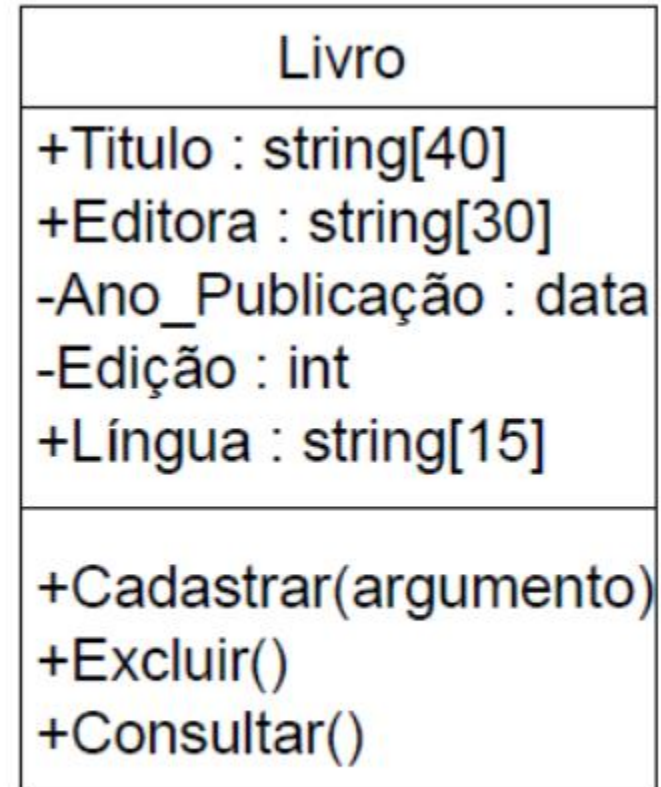 Livro
+Titulo : string[40]
+Editora : string[30]
-Ano_Publicação : data
-Edição : int
+Língua : string[15]
+Cadastrar(argumento)
+Excluir()
+Consultar()